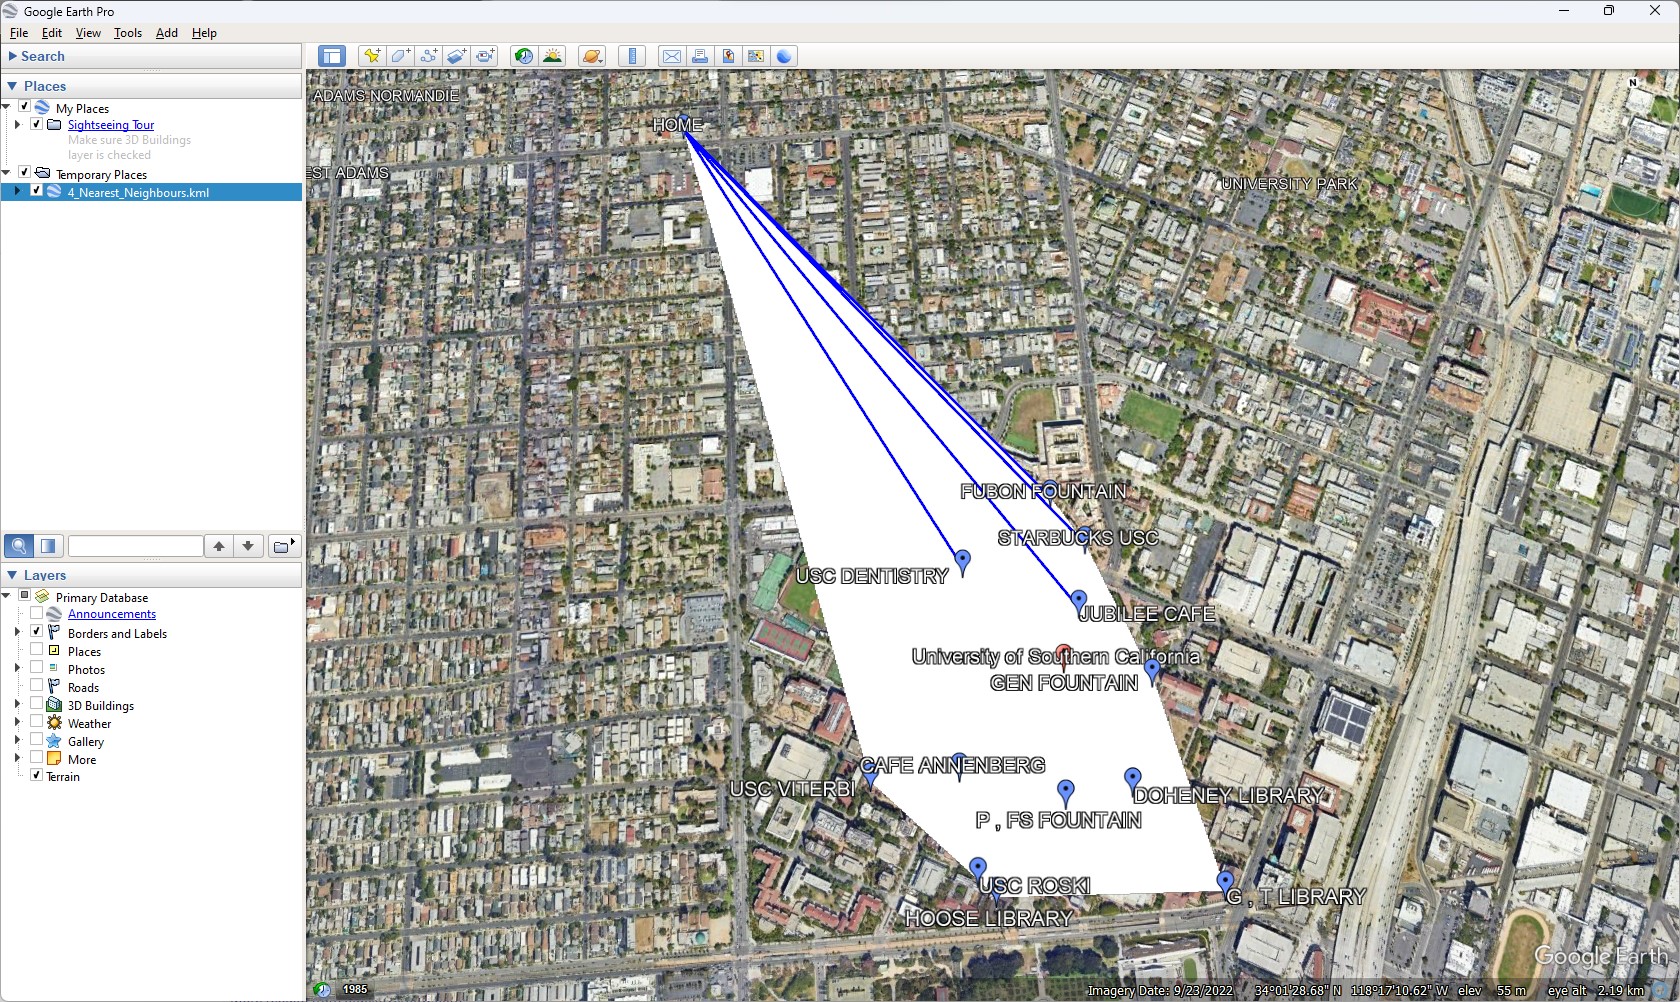 Google Earth Pro
File Edit View Tools Add Help
Search
Places
My Places
Sightseeing Tour
Make sure 3D Buildings
layer is checked
Temporary Places
4_Nearest_Neighbours.kml
Layers
Primary Database
Announcements
Borders and Labels
Places
Photos
Roads
3D Buildings
Weather
Gallery
More
Terrain
ADAMS-NORMANDIE
N
HOME
EST ADAMS
UNIVERSITY PARK
FUBON FOUNTAIN
STARBUCKS USC
USC DENTISTRY
JUBILEE CAFE
University of Southern California
GEN FOUNTAIN
CAFE ANNENBERG
USC VITERBI
DOHENEY LIBRARY
P , FS FOUNTAIN
USC ROSKI
G , T LIBRARY
HOOSE LIBRARY
Google Earth
1985
Imagery Date: 9/23/2022 34°01'28.68" N 118°17'10.62" W elev 55 m eye alt 2.19 km